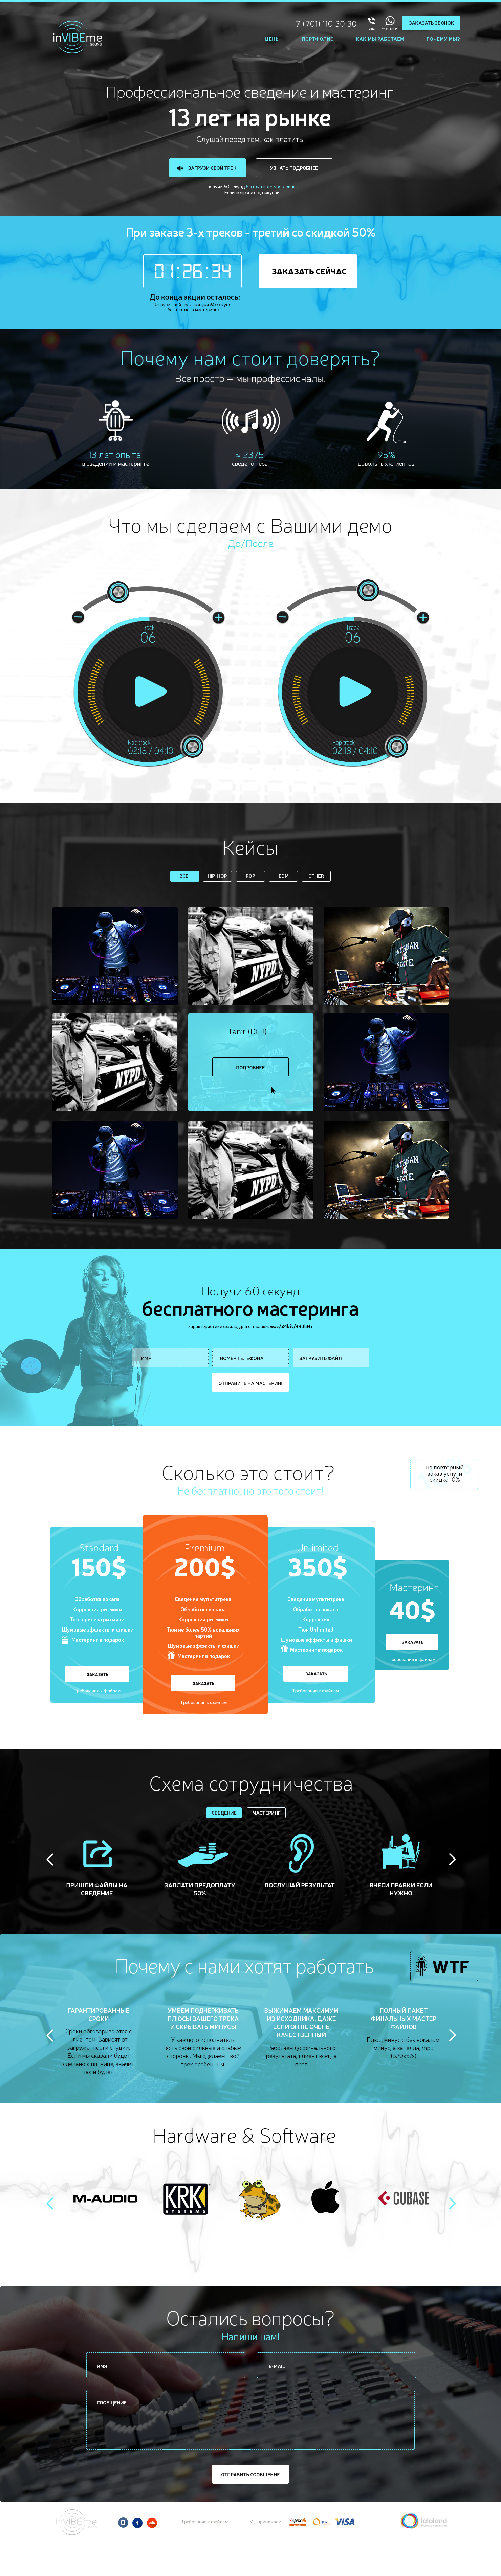 inVIBEme
SOUND
+7 (701) 110 30 30
ЗАКАЗАТЬ ЗВОНОК
ЦЕНЫ
ПОРТФОЛИО
КАК МЫ РАБОТАЕМ
ПОЧЕМУ МЫ?
Профессиональное сведение и мастеринг
13 лет на рынке
Слушай перед тем, как платить
ЗАГРУЗИ СВОЙ ТРЕК
УЗНАТЬ ПОДРОБНЕЕ
получи 60 секунд бесплатного мастеринга
Если понравится, покупай!
При заказе 3-х треков - третий со скидкой 50%
01:26:34
ЗАКАЗАТЬ СЕЙЧАС
До конца акции осталось:
Загрузи свой трек получи 60 секунд
бесплатного мастеринга
Почему нам стоит доверять?
Все просто – мы профессионалы.
13 лет опыта
в сведении и мастеринге
≈ 2375
сведено песен
95%
довольных клиентов
Что мы сделаем с Вашими демо
До/После
Track
06
Rap track
02:18 / 04:10
Track
06
Rap track
02:18 / 04:10
Кейсы
ВСЕ
HIP-HOP
POP
EDM
OTHER
Tanir (DGJ)
ПОДРОБНЕЕ
Получи 60 секунд
бесплатного мастеринга
характеристики файла, для отправки: wav/24bit/44.1kHz
ИМЯ
НОМЕР ТЕЛЕФОНА
ЗАГРУЗИТЬ ФАЙЛ
ОТПРАВИТЬ НА МАСТЕРИНГ
Сколько это стоит?
Не бесплатно, но это того стоит!
на повторный
заказ услуги
скидка 10%
Standard
150$
Обработка вокала
Коррекция ритмики
Тюн припева ритмики
Шумовые эффекты и фишки
Мастеринг в подарок
ЗАКАЗАТЬ
Требования к файлам
Premium
200$
Сведение мультитрека
Обработка вокала
Коррекция ритмики
Тюн не более 50% вокальных
партий
Шумовые эффекты и фишки
Мастеринг в подарок
ЗАКАЗАТЬ
Требования к файлам
Unlimited
350$
Сведение мультитрека
Обработка вокала
Коррекция
Тюн Unlimited
Шумовые эффекты и фишки
Мастеринг в подарок
ЗАКАЗАТЬ
Требования к файлам
Мастеринг
40$
ЗАКАЗАТЬ
Требования к файлам
Схема сотрудничества
СВЕДЕНИЕ
МАСТЕРИНГ
ПРИШЛИ ФАЙЛЫ НА
СВЕДЕНИЕ
ЗАПЛАТИ ПРЕДОПЛАТУ
50%
ПОСЛУШАЙ РЕЗУЛЬТАТ
ВНЕСИ ПРАВКИ ЕСЛИ
НУЖНО
Почему с нами хотят работать
WTF
ГАРАНТИРОВАННЫЕ
СРОКИ
Сроки обговариваются с
клиентом. Зависят от
загруженности студии.
Если мы сказали будет
сделано к пятнице, значит
так и будет!
УМЕЕМ ПОДЧЕРКИВАТЬ
ПЛЮСЫ ВАШЕГО ТРЕКА
И СКРЫВАТЬ МИНУСЫ
У каждого исполнителя
есть свои сильные и слабые
стороны. Мы сделаем Твой
трек особенным.
ВЫЖИМАЕМ МАКСИМУМ
ИЗ ИСХОДНИКА, ДАЖЕ
ЕСЛИ ОН НЕ ОЧЕНЬ
КАЧЕСТВЕННЫЙ
Работаем до финального
результата, клиент всегда
прав
ПОЛНЫЙ ПАКЕТ
ФИНАЛЬНЫХ МАСТЕР
ФАЙЛОВ
Плюс, минус с бек вокалом,
минус, а капелла, mp3
(320kb/s)
Hardware & Software
M-AUDIO
KRK
SYSTEMS
CUBASE
Остались вопросы?
Напиши нам!
ИМЯ
E-MAIL
СООБЩЕНИЕ
ОТПРАВИТЬ СООБЩЕНИЕ
inVIBEme
Требования к файлам
Мы принимаем:
VISA
lalaland